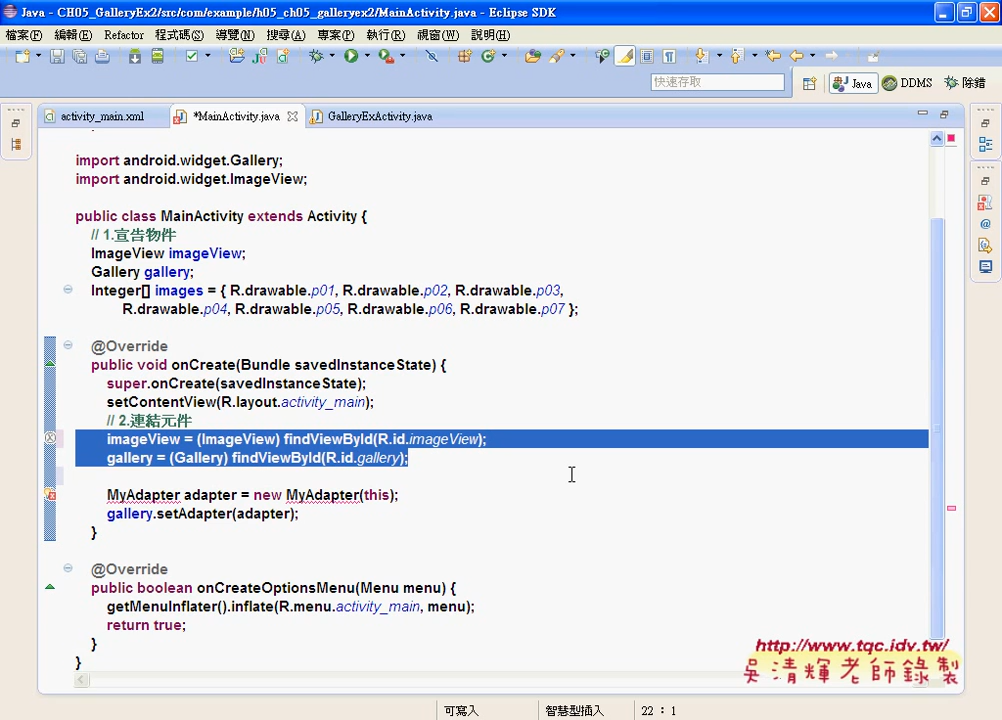 Java - CH05_GalleryEx2/src/com/example/h05_ch05_galleryex2/MainActivity.java - Eclipse SDK
檔案(F) 編輯(E) Refactor 程式碼(S) 導覽(N) 搜尋(A) 專案(P) 執行(R) 視窗(W) 說明(H)
快速存取
Java
DDMS
除錯
activity_main.xml
*MainActivity.java
GalleryExActivity.java
import android.widget.Gallery;
import android.widget.ImageView;
public class MainActivity extends Activity {
// 1.宣告物件
ImageView imageView;
Gallery gallery;
Integer[] images = { R.drawable.p01, R.drawable.p02, R.drawable.p03,
R.drawable.p04, R.drawable.p05, R.drawable.p06, R.drawable.p07 };
@Override
public void onCreate(Bundle savedInstanceState) {
super.onCreate(savedInstanceState);
setContentView(R.layout.activity_main);
// 2.連結元件
imageView = (ImageView) findViewById(R.id.imageView);
gallery = (Gallery) findViewById(R.id.gallery);
MyAdapter adapter = new MyAdapter(this);
gallery.setAdapter(adapter);
}
@Override
public boolean onCreateOptionsMenu(Menu menu) {
getMenuInflater().inflate(R.menu.activity_main, menu);
return true;
}
}
http://www.tqc.idv.tw/
吳清輝老師錄製
可寫入
智慧型插入
22 : 1